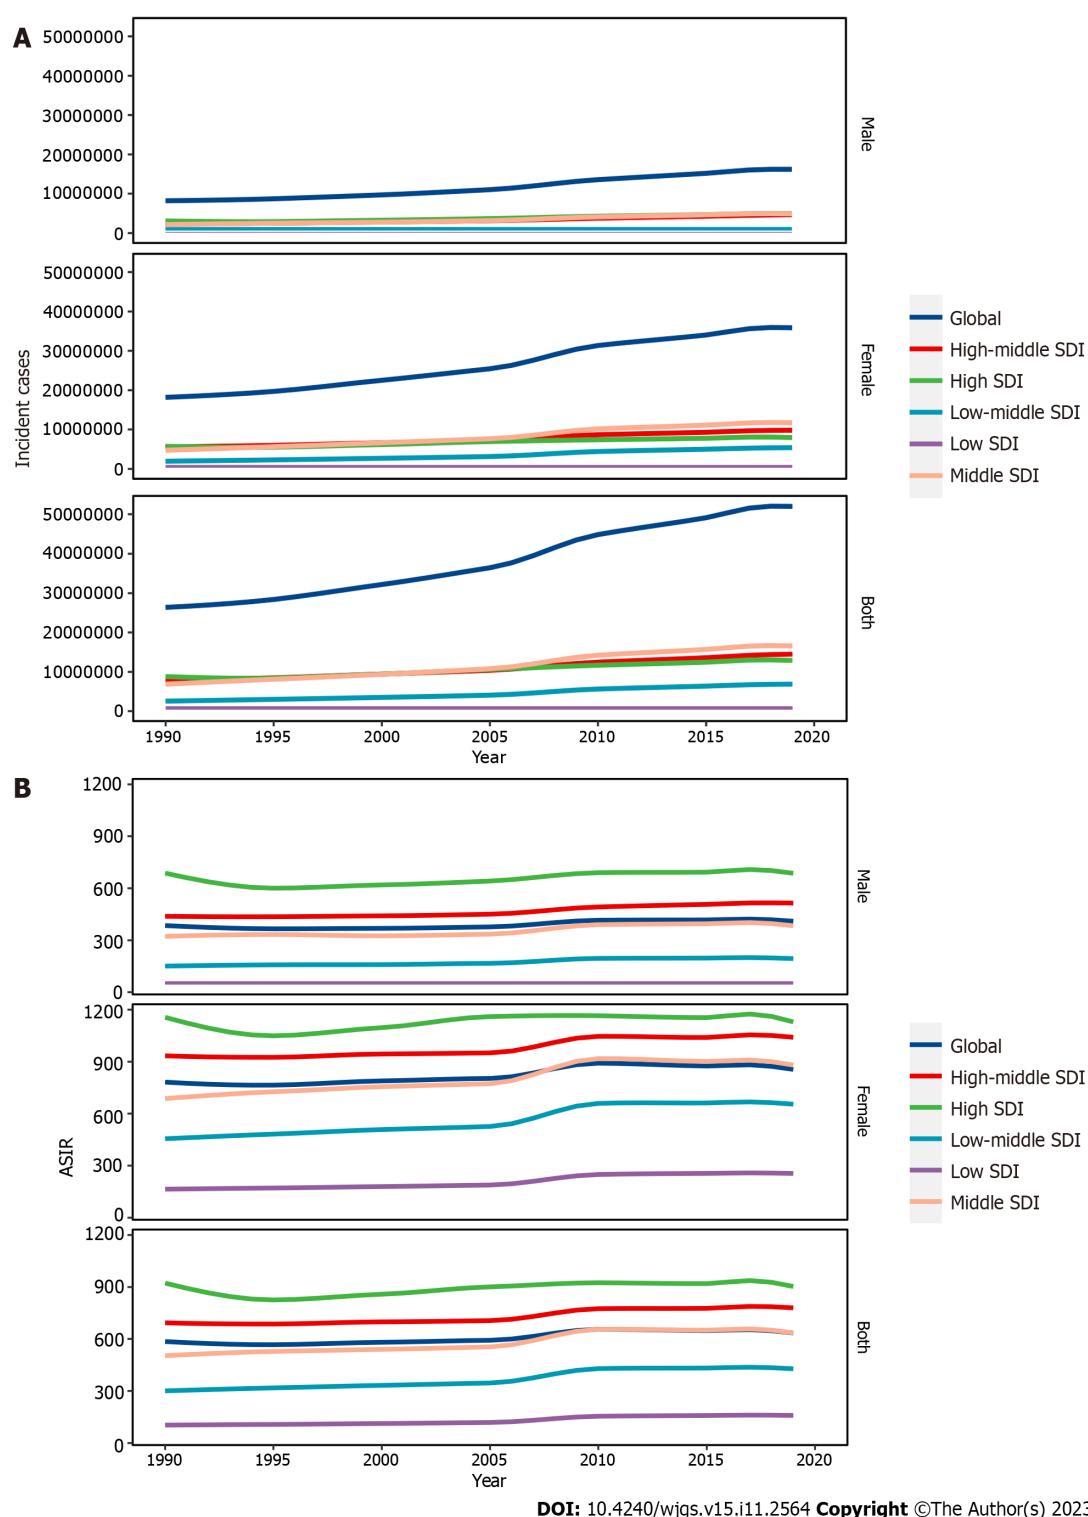 A
50000000
40000000
30000000
20000000
10000000
0
Male
50000000
40000000
30000000
20000000
10000000
0
Female
50000000
40000000
30000000
20000000
10000000
0
Both
Incident cases
1990 1995 2000 2005 2010 2015 2020
Year
Global
High-middle SDI
High SDI
Low-middle SDI
Low SDI
Middle SDI
B
1200
900
600
300
0
Male
1200
900
600
300
0
Female
1200
900
600
300
0
Both
ASIR
1990 1995 2000 2005 2010 2015 2020
Year
Global
High-middle SDI
High SDI
Low-middle SDI
Low SDI
Middle SDI
DOI: 10.4240/wjgs.v15.i11.2564 Copyright ©The Author(s) 2023